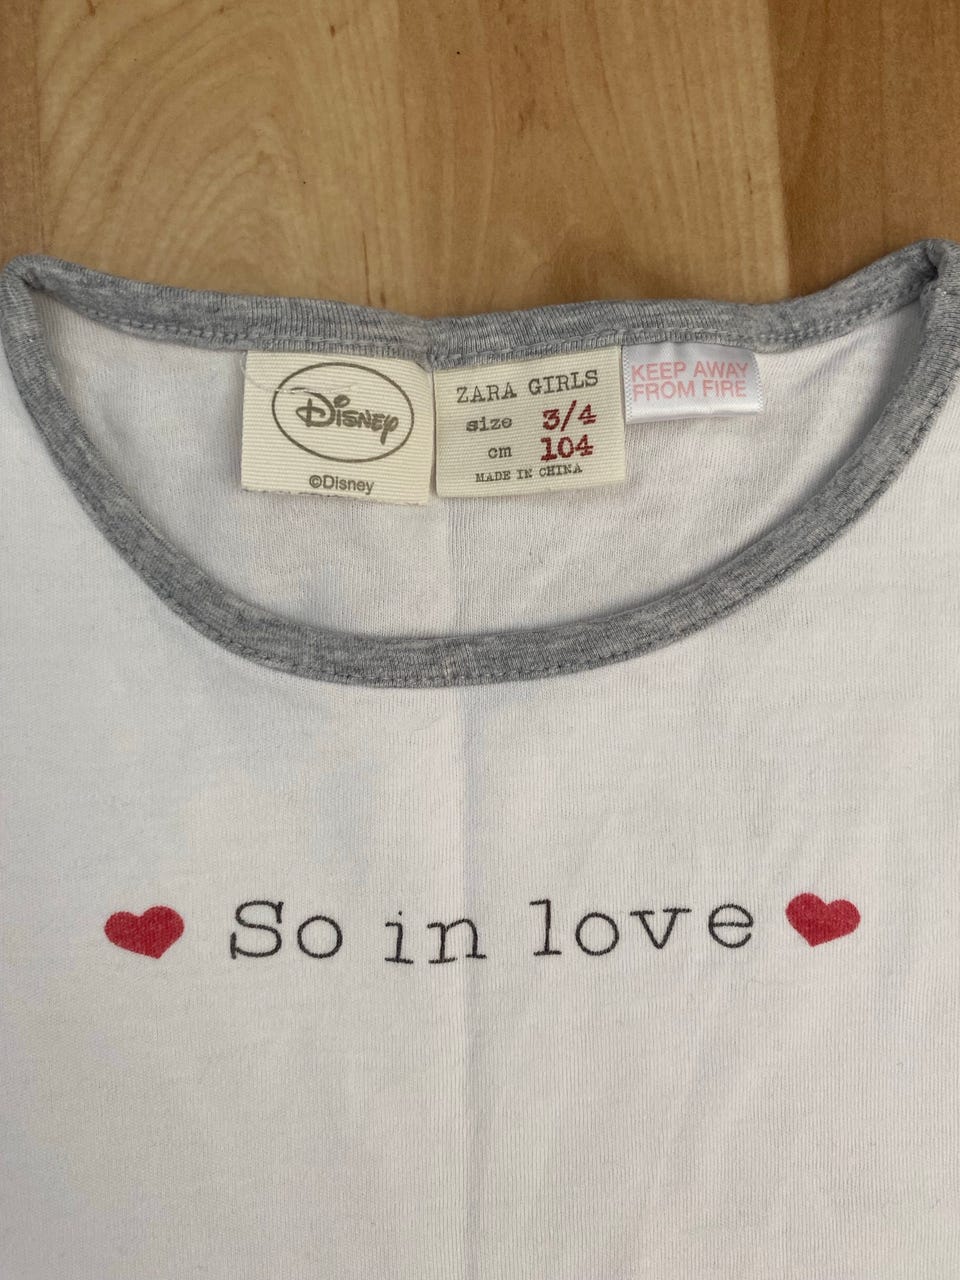 Disney
©Disney
ZARA GIRLS
size 3/4
cm 104
MADE IN CHINA
KEEP AWAY
FROM FIRE
So in love